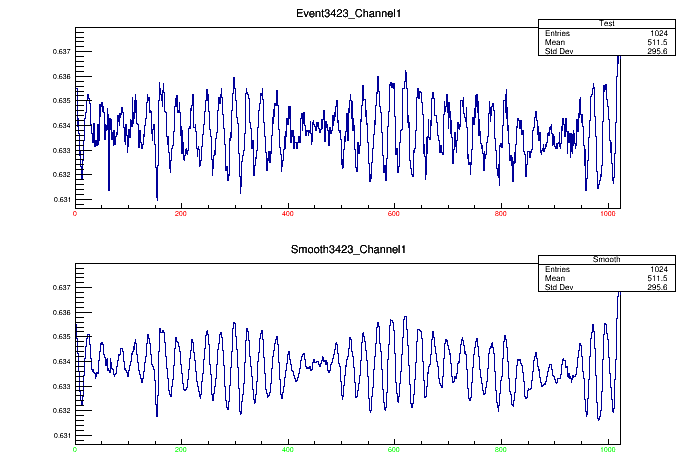 Event3423_Channel1
Test
Entries 1024
Mean 511.5
Std Dev 295.6
0.637
0.636
0.635
0.634
0.633
0.632
0.631
0 200 400 600 800 1000
Smooth3423_Channel1
Smooth
Entries 1024
Mean 511.5
Std Dev 295.6
0.637
0.636
0.635
0.634
0.633
0.632
0.631
0 200 400 600 800 1000